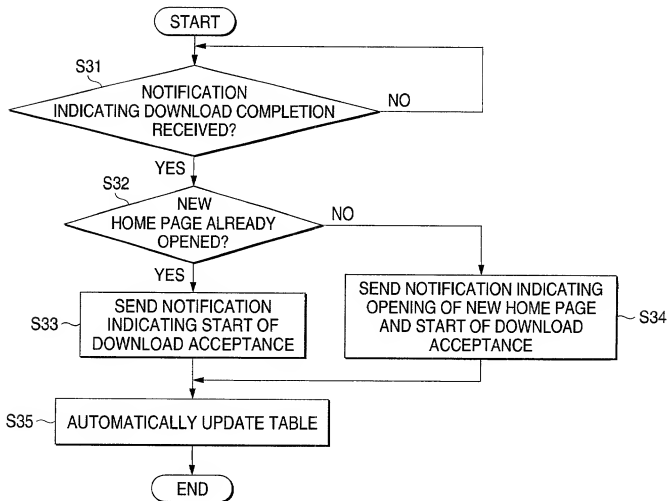 START
S31
NOTIFICATION
INDICATING DOWNLOAD COMPLETION
RECEIVED?
NO
YES
S32
NEW
HOME PAGE ALREADY
OPENED?
NO
YES
S33
SEND NOTIFICATION
INDICATING START OF
DOWNLOAD ACCEPTANCE
SEND NOTIFICATION INDICATING
OPENING OF NEW HOME PAGE
AND START OF DOWNLOAD
ACCEPTANCE
S34
S35
AUTOMATICALLY UPDATE TABLE
END